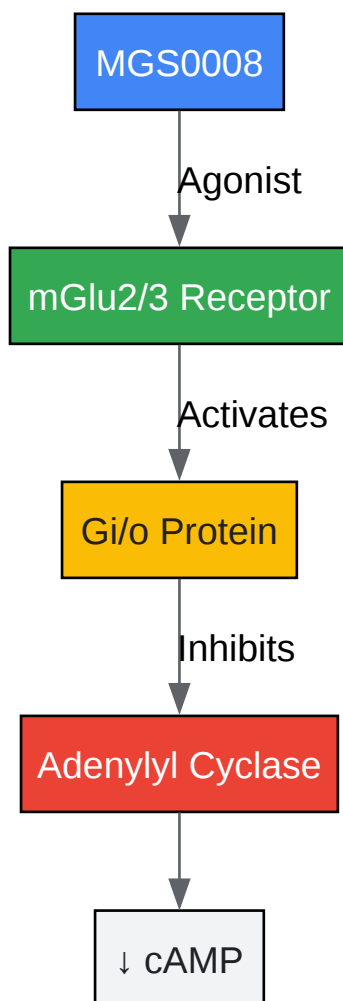 MGS0008
Agonist
mGlu2/3 Receptor
Activates
Gi/o Protein
Inhibits
Adenylyl Cyclase
↓ cAMP